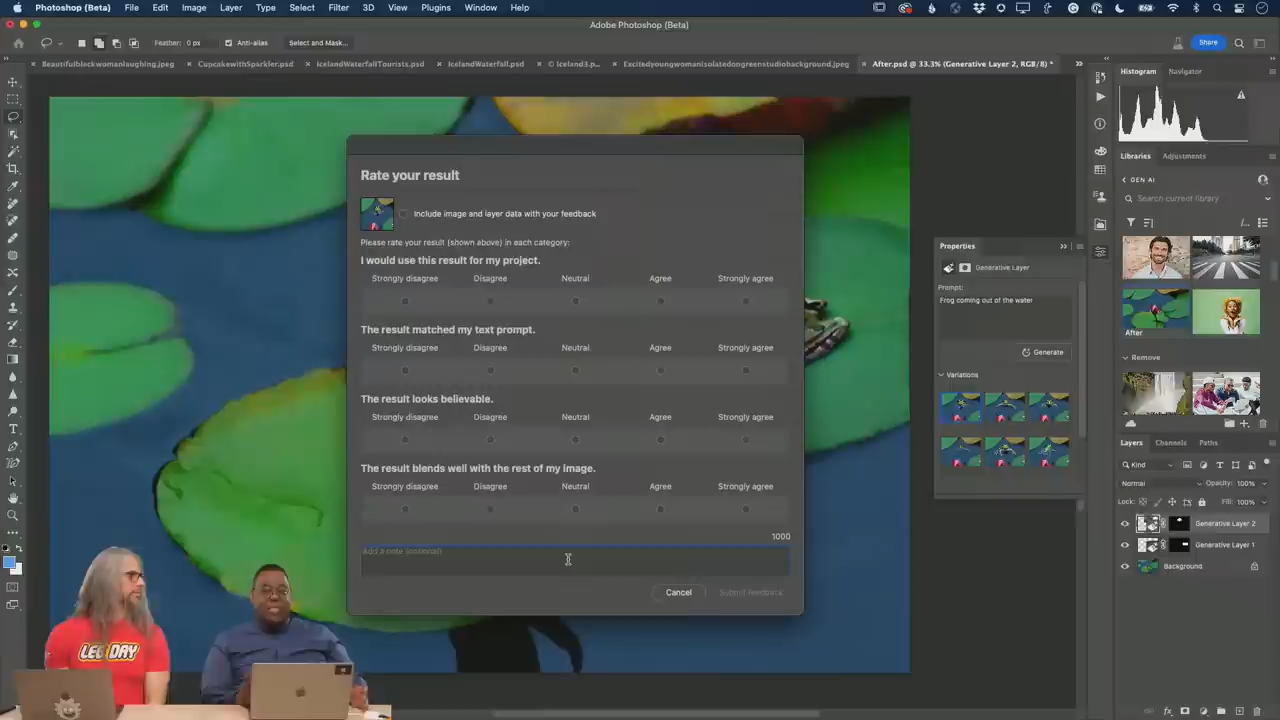 Photoshop (Beta) File Edit Image Layer Type Select Filter 3D View Plugins Window Help
Adobe Photoshop (Beta)
Feather: 0 px Anti-alias Select and Mask... Share
Beautifulblackwomanlaughing.jpeg CupcakewithSparkler.psd IcelandWaterfallTourists.psd IcelandWaterfall.psd © Iceland3.p... Excitedyoungwomanisolatedongreenstudiobackground.jpeg After.psd @ 33.3% (Generative Layer 2, RGB/8) *
Histogram Navigator
Libraries Adjustments
GEN AI
Search current library
After
Remove
Rate your result
Include image and layer data with your feedback
Please rate your result (shown above) in each category:
I would use this result for my project.
Strongly disagree Disagree Neutral Agree Strongly agree
The result matched my text prompt.
Strongly disagree Disagree Neutral Agree Strongly agree
The result looks believable.
Strongly disagree Disagree Neutral Agree Strongly agree
The result blends well with the rest of my image.
Strongly disagree Disagree Neutral Agree Strongly agree
1000
Add a note (optional)
Cancel Submit feedback
Properties
Generative Layer
Prompt:
Frog coming out of the water
Generate
Variations
Layers Channels Paths
Kind
Normal Opacity: 100%
Lock: Fill: 100%
Generative Layer 2
Generative Layer 1
Background